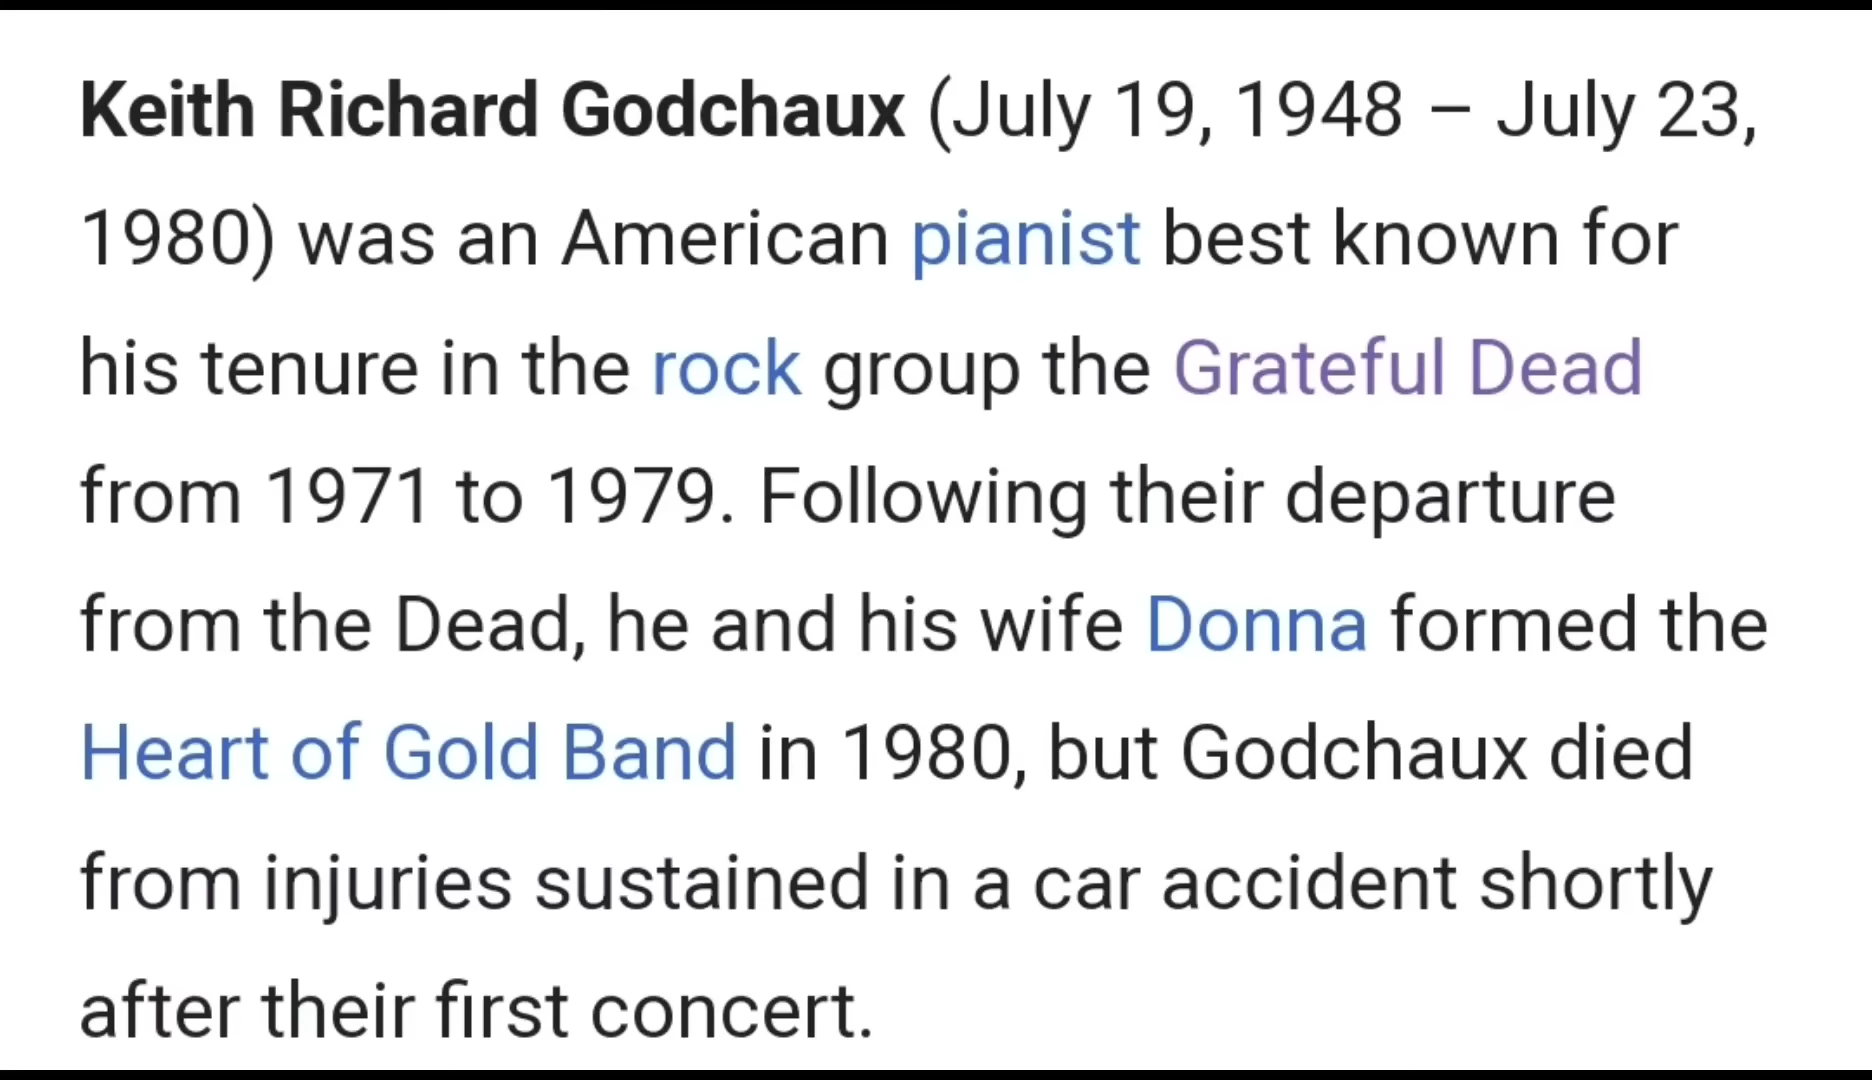 Keith Richard Godchaux (July 19, 1948 – July 23,
1980) was an American pianist best known for
his tenure in the rock group the Grateful Dead
from 1971 to 1979. Following their departure
from the Dead, he and his wife Donna formed the
Heart of Gold Band in 1980, but Godchaux died
from injuries sustained in a car accident shortly
after their first concert.